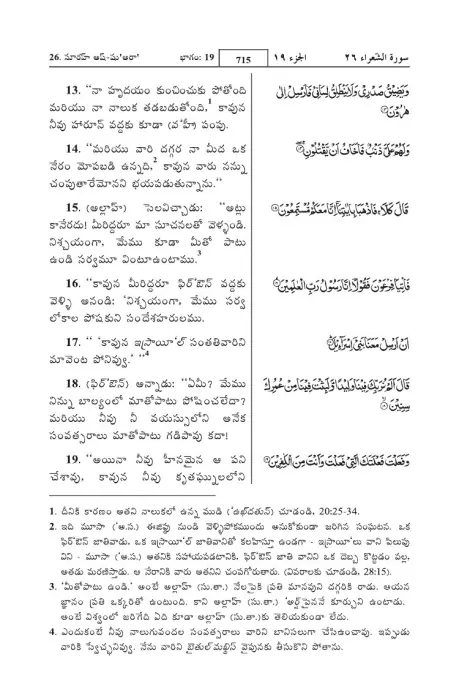 26. సూరహ్ అష్-షు'అరా' భాగం: 19 715 الجزء ١٩ سورة الشعراء ٢٦
13. "నా హృదయం కుంచించుకు పోతోంది
మరియు నా నాలుక తడబడుతోంది,1 కావున
నీవు హారూన్ వద్దకు కూడా (వ'హీ) పంపు.
وَيَضِيقُ صَدْرِي وَلَا يَنطَلِقُ لِسَانِي فَأَرْسِلْ إِلَىٰ
هَارُونَ ١٣
14. "మరియు వారి దగ్గర నా మీద ఒక
నేరం మోపబడి ఉన్నది,2 కావున వారు నన్ను
చంపుతారేమోనని భయపడుతున్నాను."
وَلَهُمْ عَلَيَّ ذَنبٌ فَأَخَافُ أَن يَقْتُلُونِ ١٤
15. (అల్లాహ్) సెలవిచ్చాడు: "అట్లు
కానేరదు! మీరిద్దరూ మా సూచనలతో వెళ్ళండి.
నిశ్చయంగా, మేము కూడా మీతో పాటు
ఉండి సర్వమూ వింటూఉంటాము.3
قَالَ كَلَّا ۖ فَاذْهَبَا بِآيَاتِنَا ۖ إِنَّا مَعَكُم مُّسْتَمِعُونَ ١٥
16. "కావున మీరిద్దరూ ఫిర్'ఔన్ వద్దకు
వెళ్ళి అనండి: 'నిశ్చయంగా, మేము సర్వ
లోకాల పోషకుని సందేశహరులము.
فَأْتِيَا فِرْعَوْنَ فَقُولَا إِنَّا رَسُولُ رَبِّ الْعَالَمِينَ ١٦
17. " 'కావున ఇస్రాయీ'ల్ సంతతివారిని
మావెంట పోనివ్వు.' "4
أَنْ أَرْسِلْ مَعَنَا بَنِي إِسْرَائِيلَ ١٧
18. (ఫిర్'ఔన్) అన్నాడు: "ఏమీ? మేము
నిన్ను బాల్యంలో మాతోపాటు పోషించలేదా?
మరియు నీవు నీ వయస్సులోని అనేక
సంవత్సరాలు మాతోపాటు గడిపావు కదా!
قَالَ أَلَمْ نُرَبِّكَ فِينَا وَلِيدًا وَلَبِثْتَ فِينَا مِنْ عُمُرِكَ
سِنِينَ ١٨
19. "అయినా నీవు హీనమైన ఆ పని
చేశావు, కావున నీవు కృతఘ్నులలోని
وَفَعَلْتَ فَعْلَتَكَ الَّتِي فَعَلْتَ وَأَنتَ مِنَ الْكَافِرِينَ ١٩
1. దీనికి కారణం అతని నాలుకలో ఉన్న ముడి ('ఉఖ్దతున్) చూడండి, 20:25-34.
2. ఇది మూసా ('అ.స.) ఈజిప్టు నుండి వెళ్ళిపోకముందు అనుకోకుండా జరిగిన సంఘటన. ఒక
ఫిర్'ఔన్ జాతివాడు, ఒక ఇస్రాయీ'ల్ జాతివానితో కలహిస్తూ ఉండగా - ఇస్రాయీ'లు వాని పిలుపు
విని - మూసా ('అ.స.) అతనికి సహాయపడటానికి, ఫిర్'ఔన్ జాతి వానిని ఒక దెబ్బ కొట్టడం వల్ల,
అతడు మరణిస్తాడు. ఆ నేరానికి వారు అతనిని చంపగోరుతారు. (వివరాలకు చూడండి, 28:15).
3. 'మీతోపాటు ఉండి.' అంటే అల్లాహ్ (సు.తా.) నేలపైకి ప్రతి మానవుని దగ్గరికి రాడు. ఆయన
జ్ఞానం ప్రతి ఒక్కరితో ఉంటుంది. కాని అల్లాహ్ (సు.తా.) 'అర్ష్‌పైననే కూర్చుని ఉంటాడు.
అంటే విశ్వంలో జరిగేది ఏది కూడా అల్లాహ్ (సు.తా.)కు తెలియకుండా లేదు.
4. ఎందుకంటే నీవు నాలుగువందల సంవత్సరాలు వారిని బానిసలుగా చేసిఉంచావు. ఇప్పుడు
వారికి స్వేచ్ఛనివ్వు. నేను వారిని బైతుల్‌మఖ్దిస్ వైపునకు తీసుకొని పోతాను.